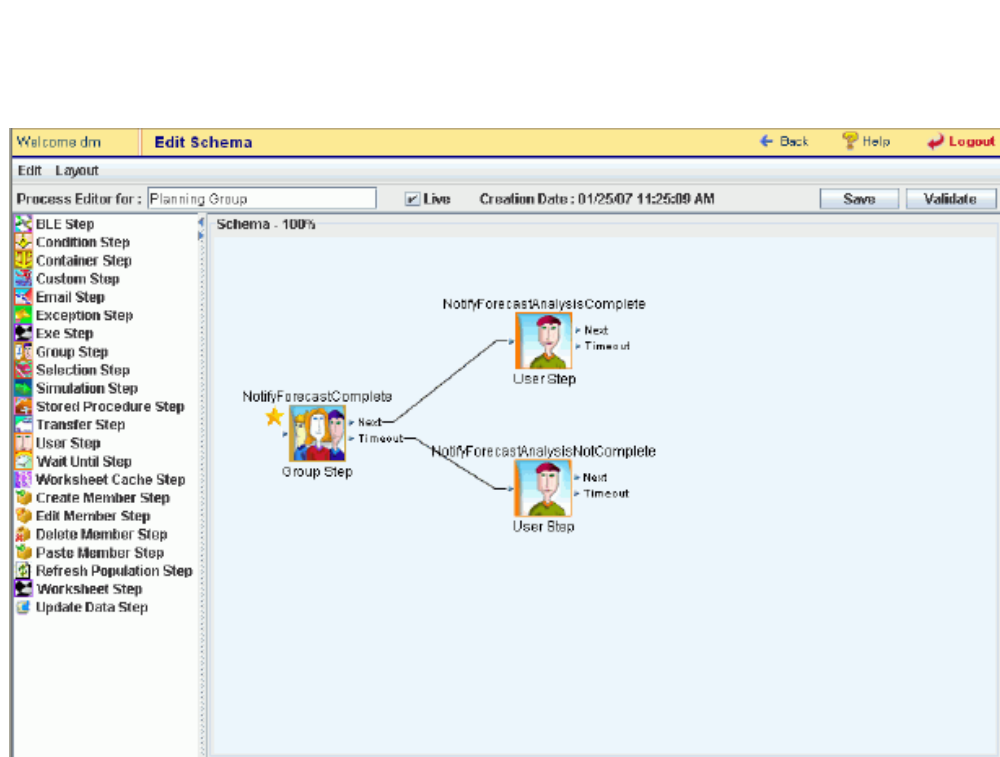 Welcome dm
Edit Schema
Back
Help
Logout
Edit Layout
Process Editor for : Planning Group
Live
Creation Date : 01/25/07 11:25:09 AM
Save
Validate
BLE Step
Condition Step
Container Step
Custom Step
Email Step
Exception Step
Exe Step
Group Step
Selection Step
Simulation Step
Stored Procedure Step
Transfer Step
User Step
Wait Until Step
Worksheet Cache Step
Create Member Step
Edit Member Step
Delete Member Step
Paste Member Step
Refresh Population Step
Worksheet Step
Update Data Step
Schema - 100%
NotifyForecastAnalysisComplete
Next
Timeout
User Step
NotifyForecastComplete
Next
Timeout
Group Step
NotifyForecastAnalysisNotComplete
Next
Timeout
User Step